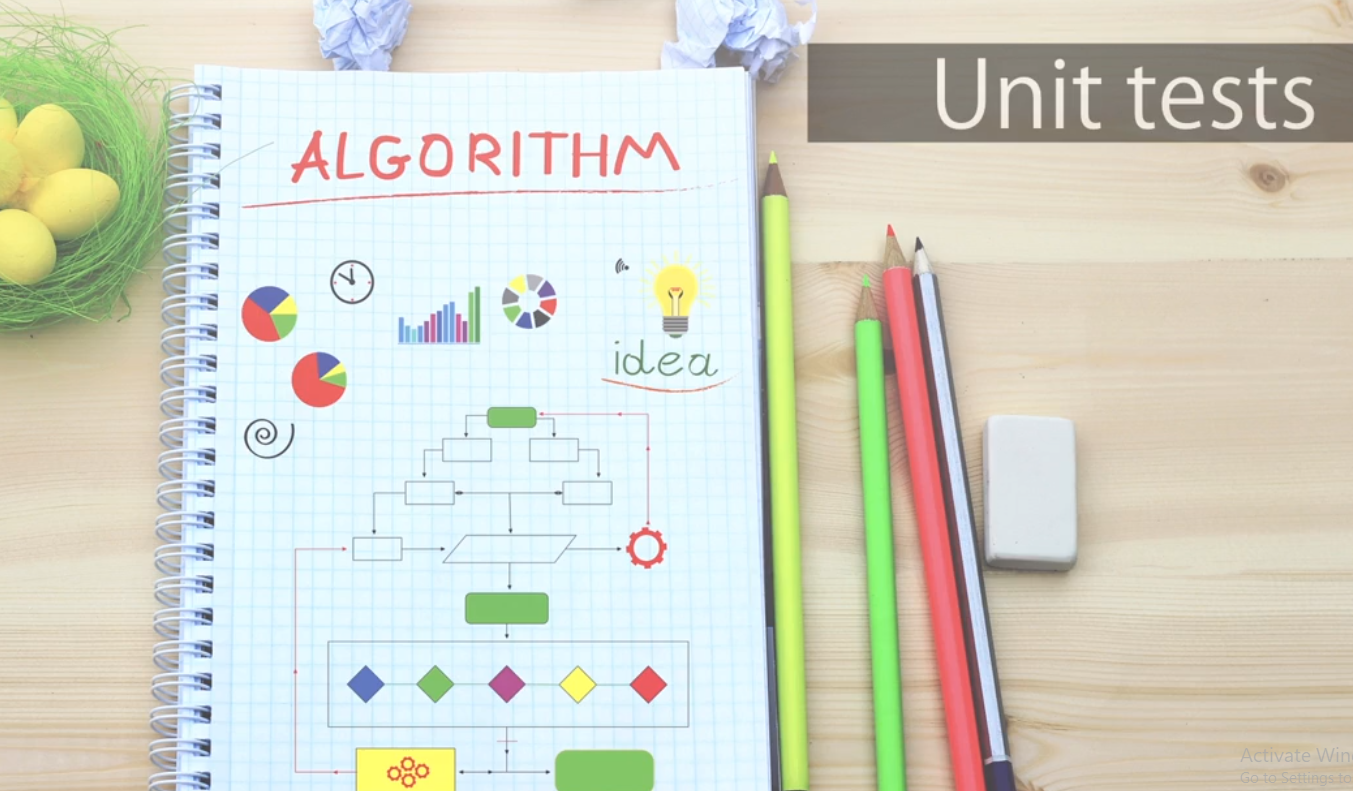 Unit tests
ALGORITHM
idea
Activate Win
Go to Settings to